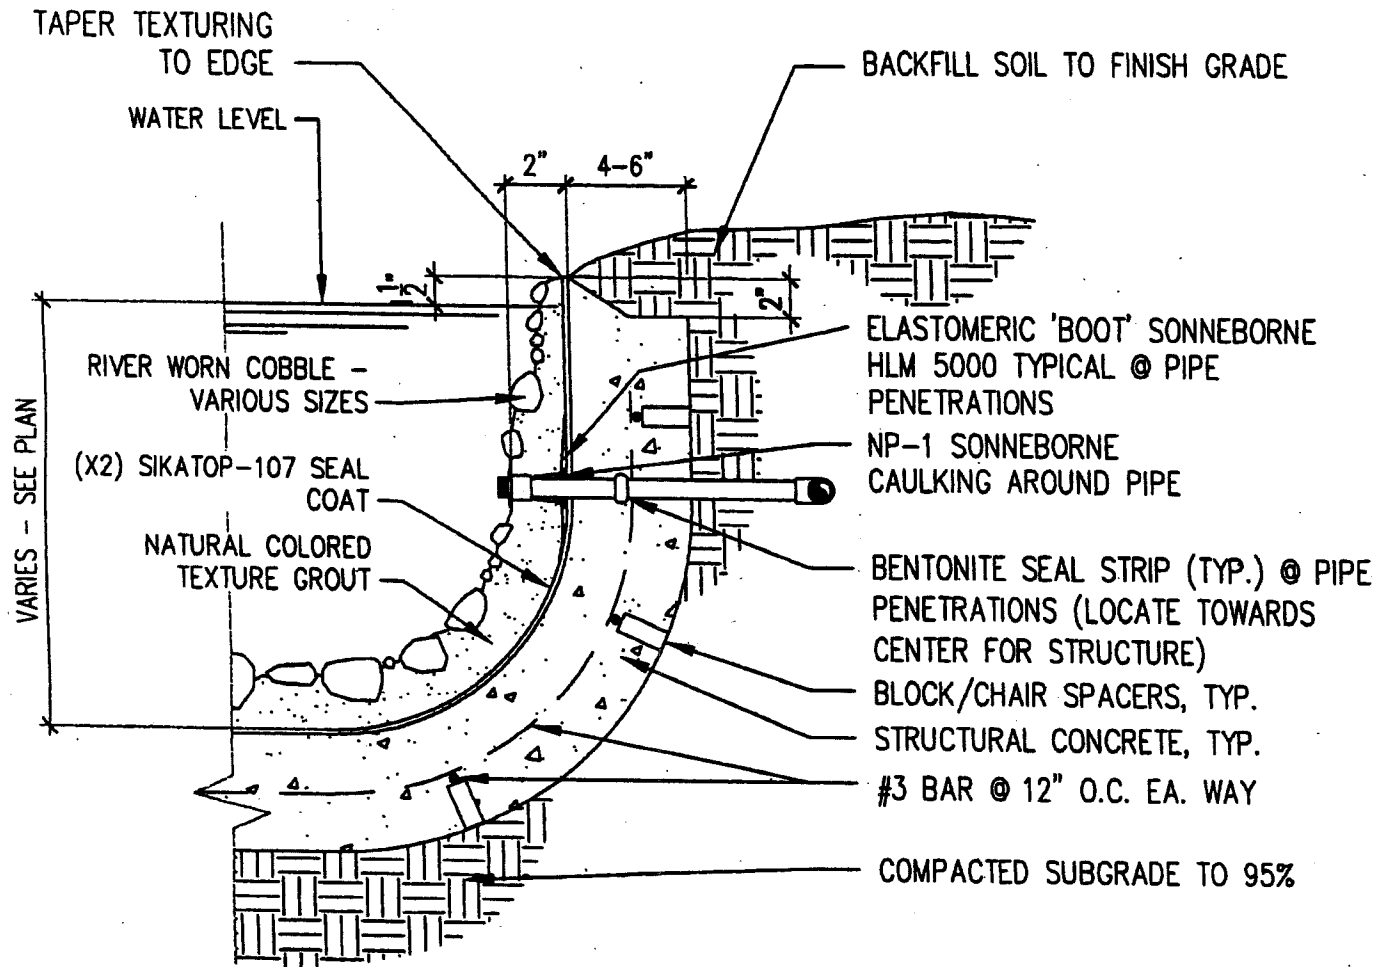 TAPER TEXTURING
TO EDGE
BACKFILL SOIL TO FINISH GRADE
WATER LEVEL
2"
4-6"
1"
2
2"
ELASTOMERIC 'BOOT' SONNEBORNE
HLM 5000 TYPICAL @ PIPE
PENETRATIONS
RIVER WORN COBBLE -
VARIOUS SIZES
VARIES - SEE PLAN
NP-1 SONNEBORNE
CAULKING AROUND PIPE
(X2) SIKATOP-107 SEAL
COAT
NATURAL COLORED
TEXTURE GROUT
BENTONITE SEAL STRIP (TYP.) @ PIPE
PENETRATIONS (LOCATE TOWARDS
CENTER FOR STRUCTURE)
BLOCK/CHAIR SPACERS, TYP.
STRUCTURAL CONCRETE, TYP.
#3 BAR @ 12" O.C. EA. WAY
COMPACTED SUBGRADE TO 95%